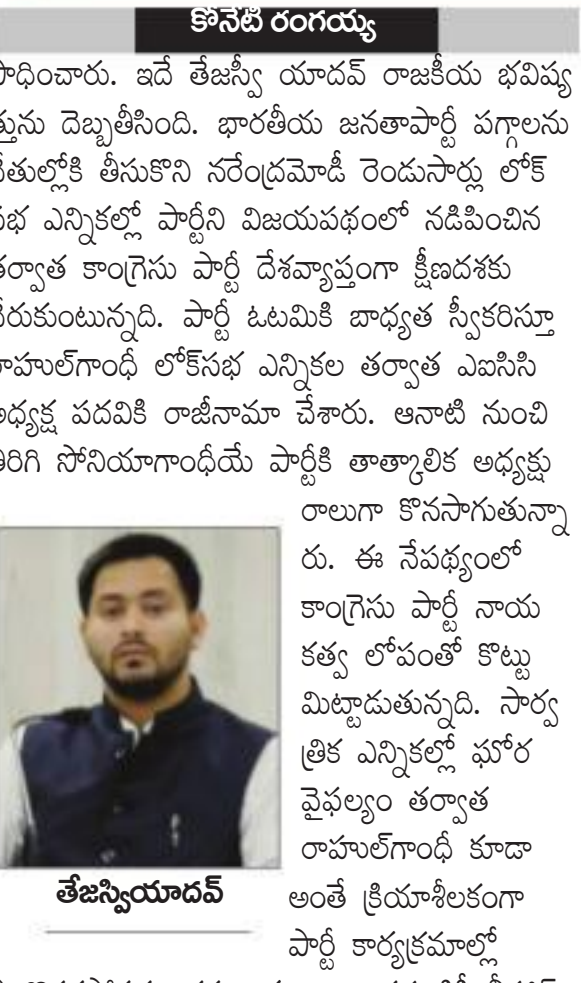 కోనేటి రంగయ్య
సాధించారు. ఇదే తేజస్వీ యాదవ్ రాజకీయ భవిష్య
త్తును దెబ్బతీసింది. భారతీయ జనతాపార్టీ పగ్గాలను
చేతుల్లోకి తీసుకొని నరేంద్రమోడీ రెండుసార్లు లోక్
సభ ఎన్నికల్లో పార్టీని విజయపథంలో నడిపించిన
తర్వాత కాంగ్రెసు పార్టీ దేశవ్యాప్తంగా క్షీణదశకు
చేరుకుంటున్నది. పార్టీ ఓటమికి బాధ్యత స్వీకరిస్తూ
రాహుల్‌గాంధీ లోక్‌సభ ఎన్నికల తర్వాత ఎఐసిసి
అధ్యక్ష పదవికి రాజీనామా చేశారు. ఆనాటి నుంచి
తిరిగి సోనియాగాంధీయే పార్టీకి తాత్కాలిక అధ్యక్షు
రాలుగా కొనసాగుతున్నా
రు. ఈ నేపథ్యంలో
కాంగ్రెసు పార్టీ నాయ
కత్వ లోపంతో కొట్టు
మిట్టాడుతున్నది. సార్వ
త్రిక ఎన్నికల్లో ఘోర
వైఫల్యం తర్వాత
రాహుల్‌గాంధీ కూడా
అంతే క్రియాశీలకంగా
పార్టీ కార్యక్రమాల్లో
తేజస్వియాదవ్